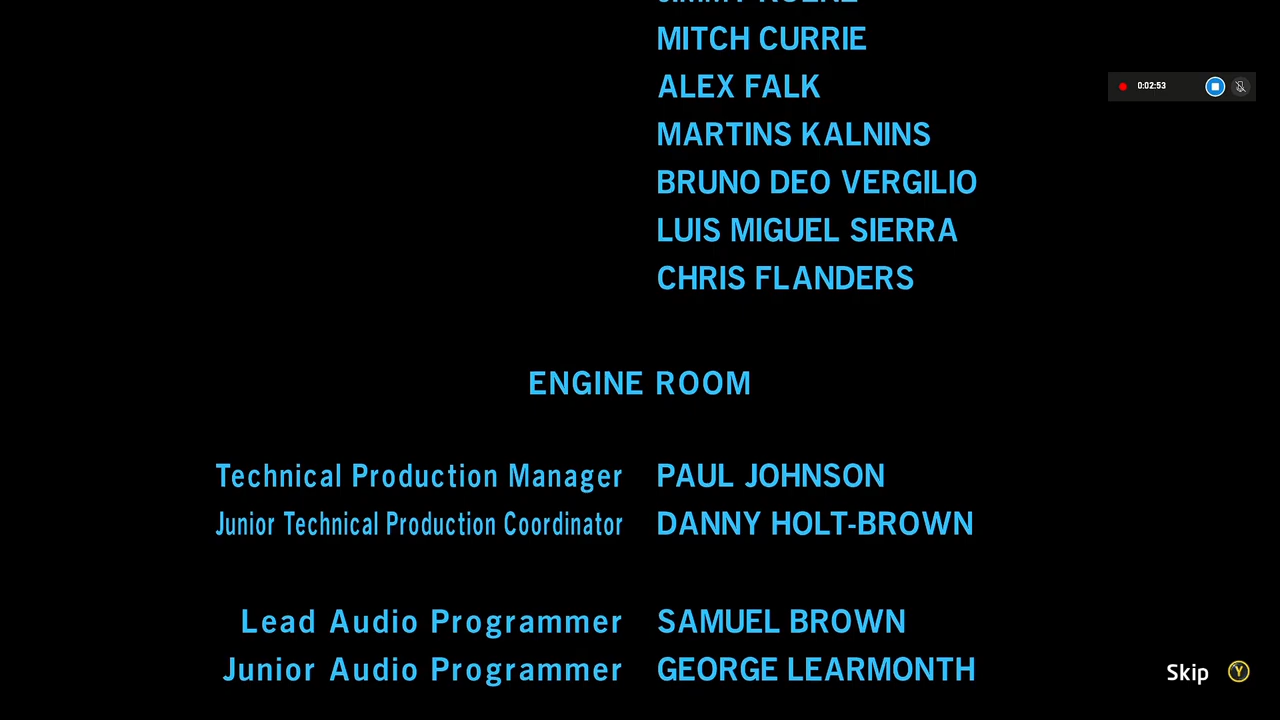 MITCH CURRIE
ALEX FALK
0:02:53
MARTINS KALNINS
BRUNO DEO VERGILIO
LUIS MIGUEL SIERRA
CHRIS FLANDERS
ENGINE ROOM
Technical Production Manager PAUL JOHNSON
Junior Technical Production Coordinator DANNY HOLT-BROWN
Lead Audio Programmer SAMUEL BROWN
Junior Audio Programmer GEORGE LEARMONTH
Skip Y